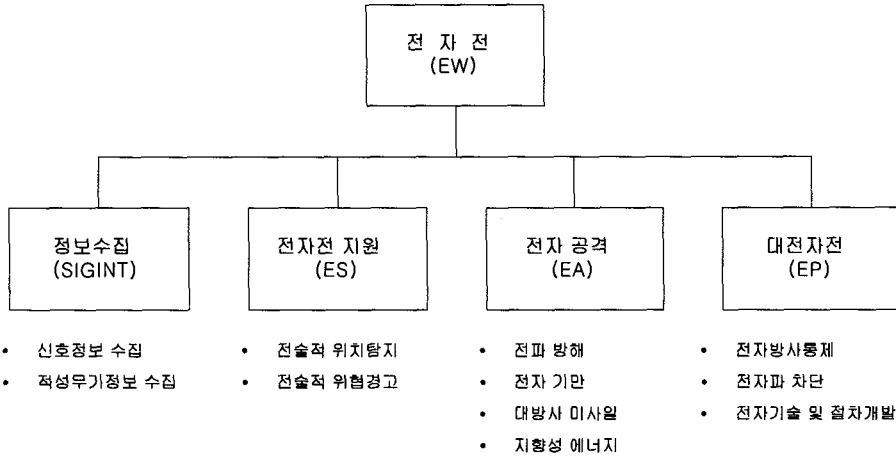 전 자 전
(EW)
정보수집
(SIGINT)
전자전 지원
(ES)
전자 공격
(EA)
대전자전
(EP)
• 신호정보 수집
• 적성무기정보 수집
• 전술적 위치탐지
• 전술적 위협경고
• 전파 방해
• 전자 기만
• 대방사 미사일
• 지향성 에너지
• 전자방사통제
• 전자파 차단
• 전자기술 및 절차개발